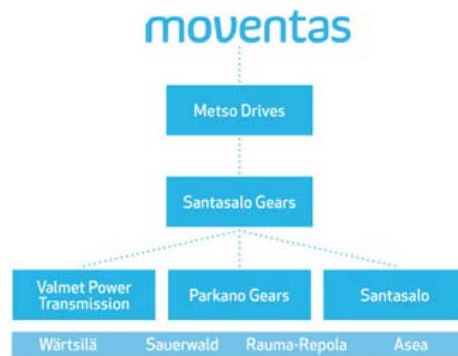 moventas
Metso Drives
Santasalo Gears
Valmet Power
Transmission
Parkano Gears
Santasalo
Wärtsilä Sauerwald Rauma-Repola Asea